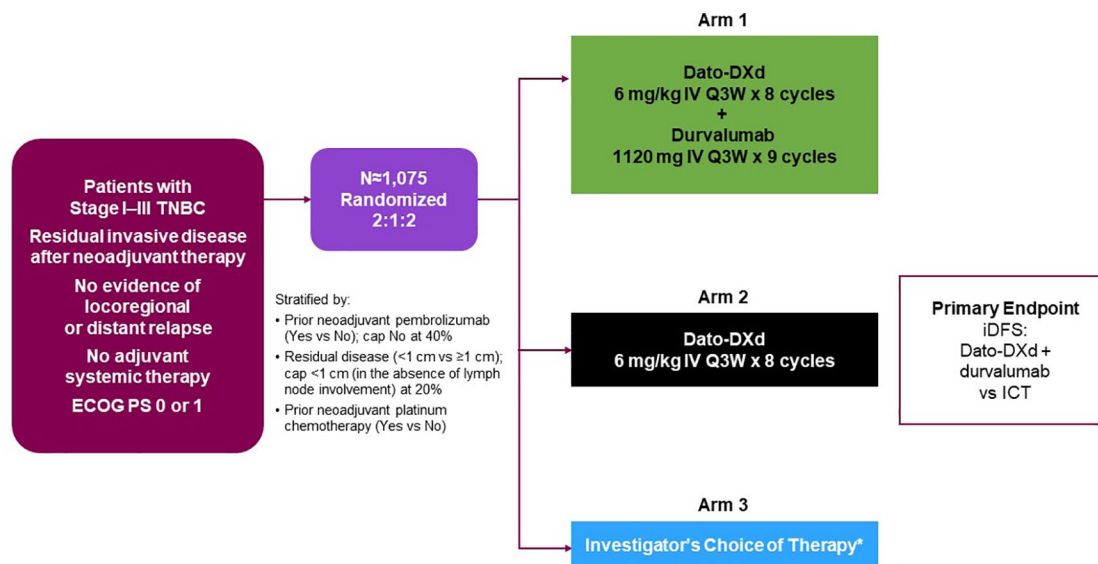 Patients with
Stage I–III TNBC
Residual invasive disease
after neoadjuvant therapy
No evidence of
locoregional
or distant relapse
No adjuvant
systemic therapy
ECOG PS 0 or 1
N≈1,075
Randomized
2:1:2
Stratified by:
• Prior neoadjuvant pembrolizumab
(Yes vs No); cap No at 40%
• Residual disease (<1 cm vs ≥1 cm);
cap <1 cm (in the absence of lymph
node involvement) at 20%
• Prior neoadjuvant platinum
chemotherapy (Yes vs No)
Arm 1
Dato-DXd
6 mg/kg IV Q3W x 8 cycles
+
Durvalumab
1120 mg IV Q3W x 9 cycles
Arm 2
Dato-DXd
6 mg/kg IV Q3W x 8 cycles
Arm 3
Investigator's Choice of Therapy*
Primary Endpoint
iDFS:
Dato-DXd +
durvalumab
vs ICT